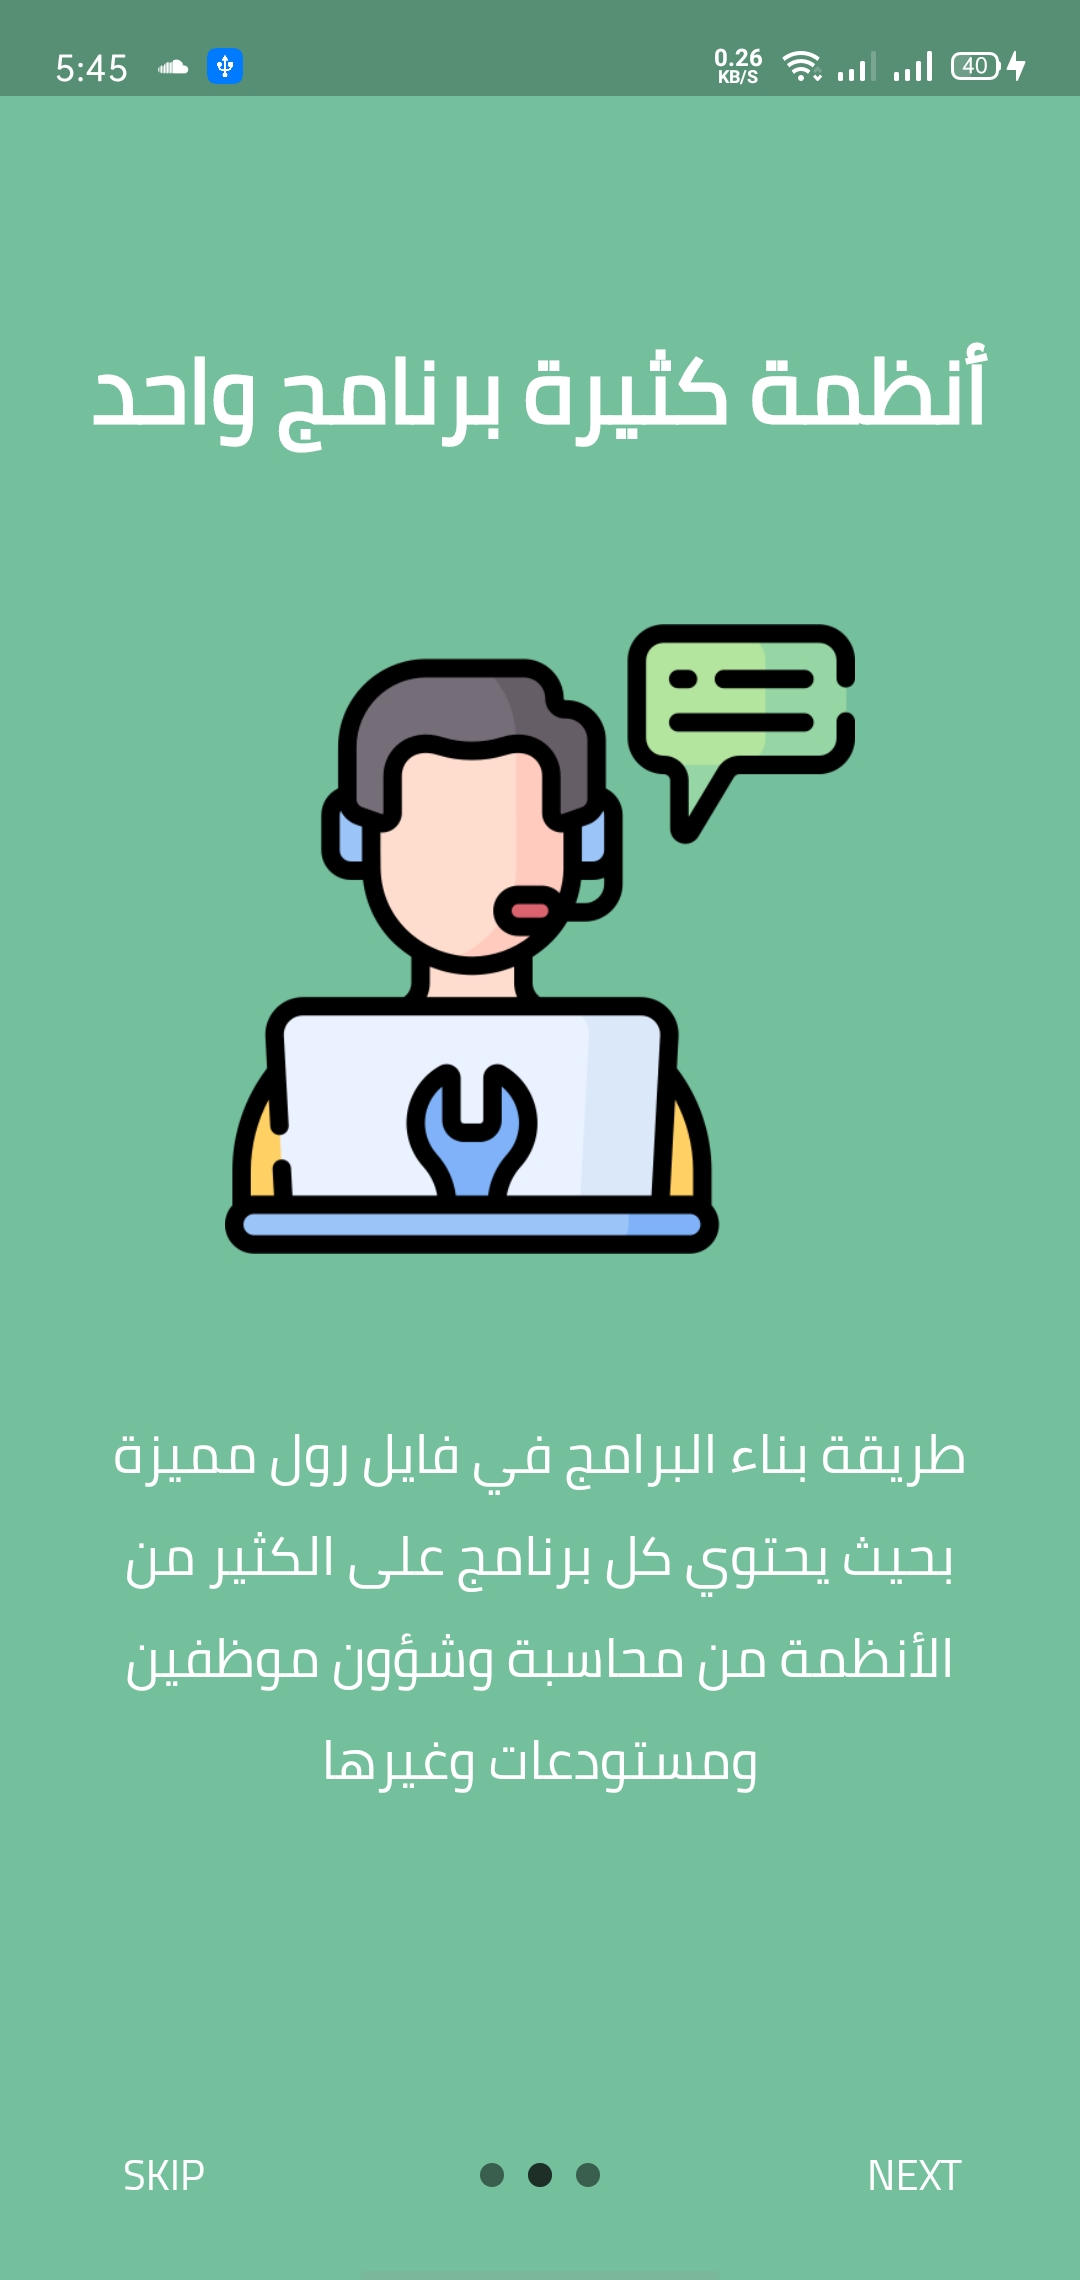 5:45
0.26
KB/S
40
أنظمة كثيرة برنامج واحد
طريقة بناء البرامج في فايل رول مميزة
بحيث يحتوي كل برنامج على الكثير من
الأنظمة من محاسبة وشؤون موظفين
ومستودعات وغيرها
SKIP
NEXT